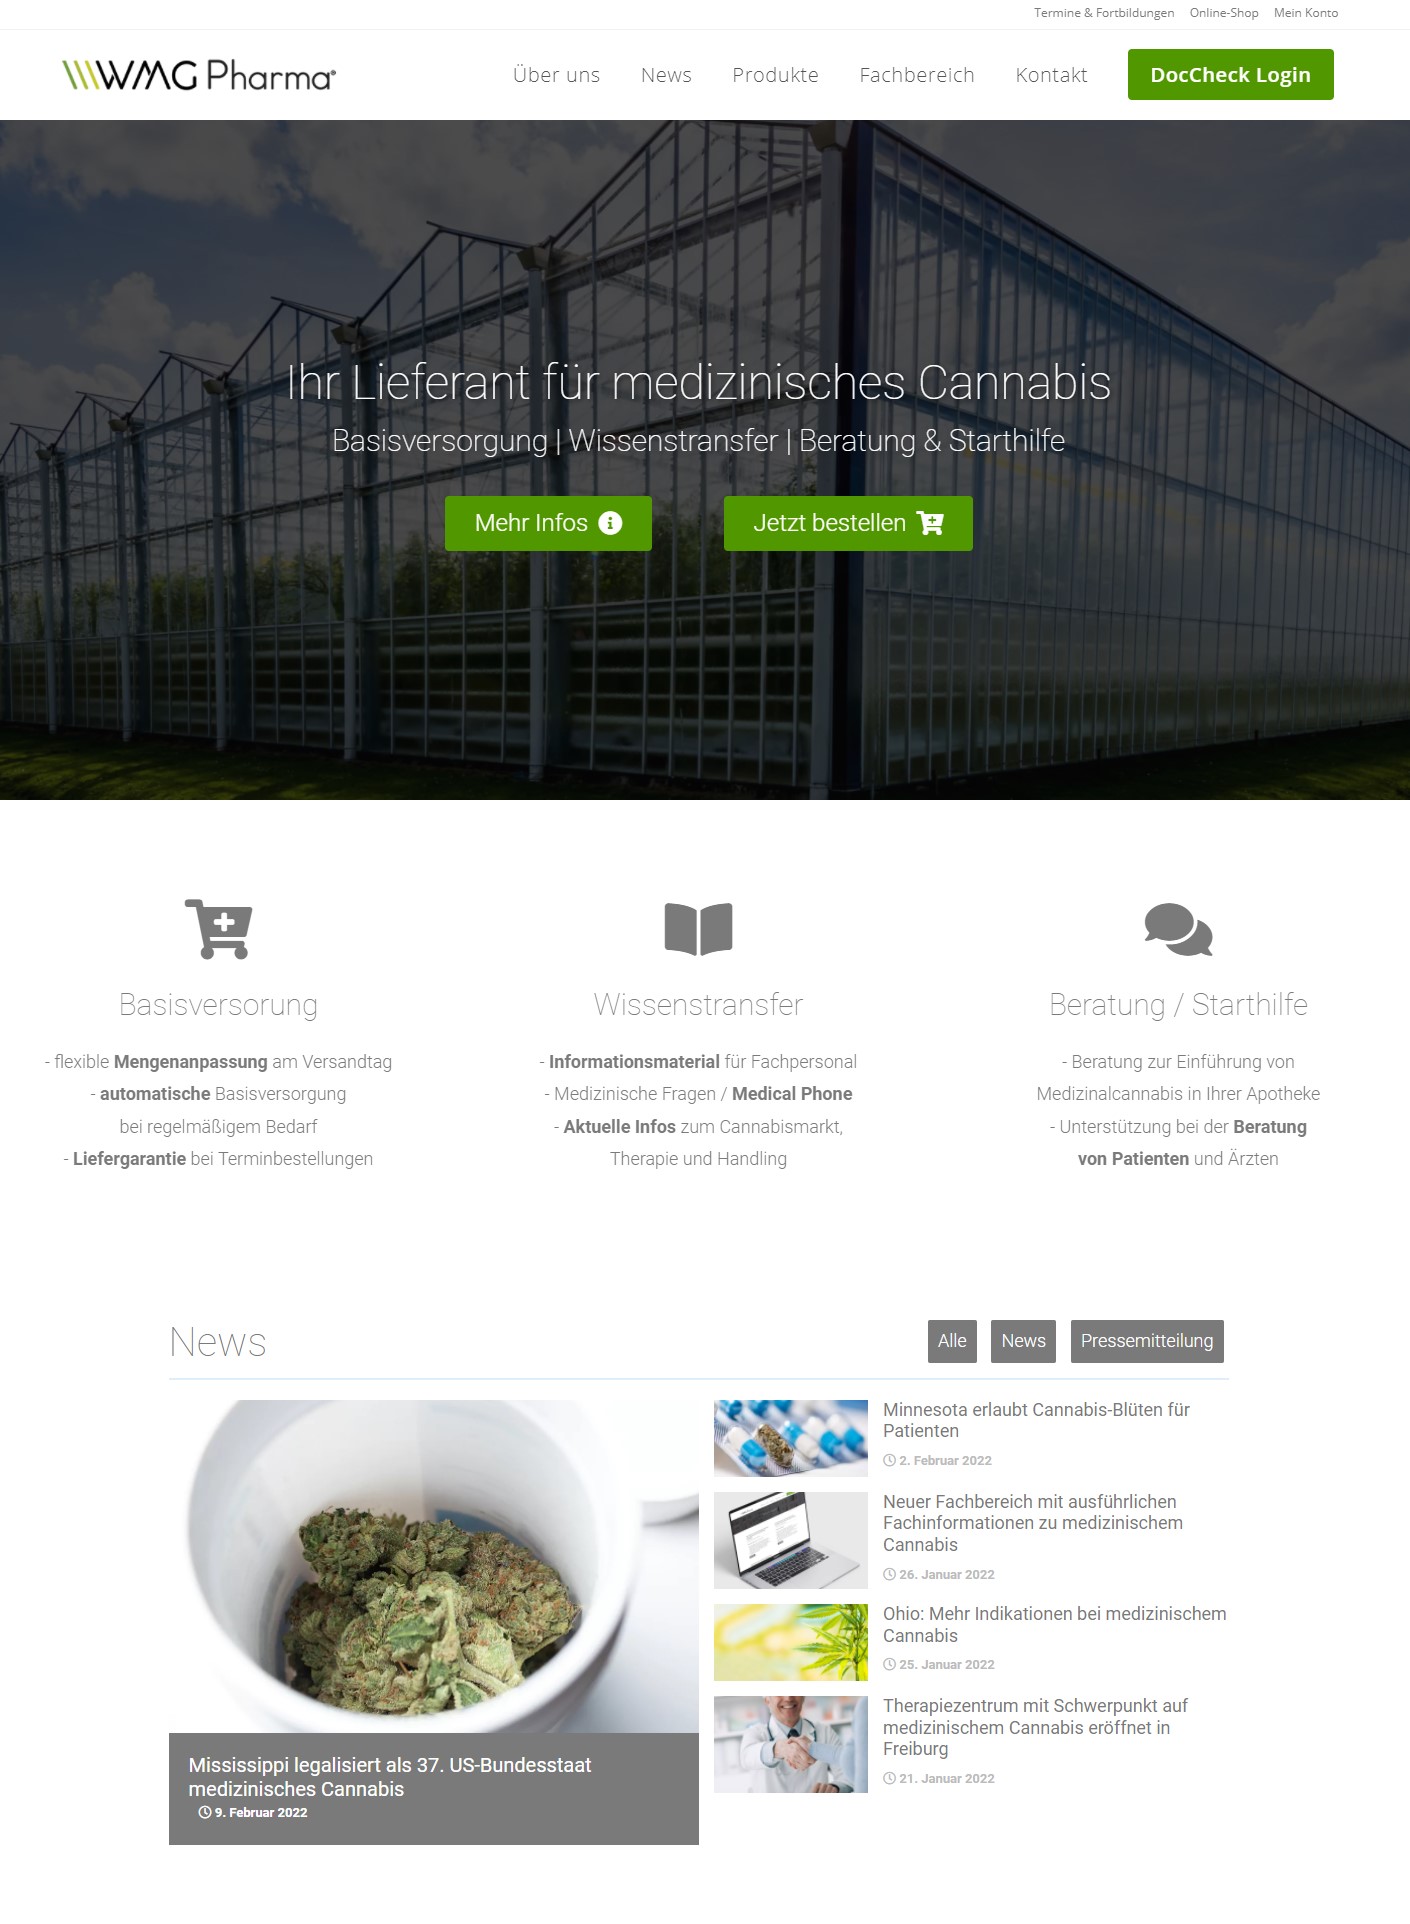 Termine & Fortbildungen Online-Shop Mein Konto
WMG Pharma®
Über uns News Produkte Fachbereich Kontakt DocCheck Login
Ihr Lieferant für medizinisches Cannabis
Basisversorgung | Wissenstransfer | Beratung & Starthilfe
Mehr Infos Jetzt bestellen
Basisversorung
- flexible Mengenanpassung am Versandtag
- automatische Basisversorgung
bei regelmäßigem Bedarf
- Liefergarantie bei Terminbestellungen
Wissenstransfer
- Informationsmaterial für Fachpersonal
- Medizinische Fragen / Medical Phone
- Aktuelle Infos zum Cannabismarkt,
Therapie und Handling
Beratung / Starthilfe
- Beratung zur Einführung von
Medizinalcannabis in Ihrer Apotheke
- Unterstützung bei der Beratung
von Patienten und Ärzten
News
Alle News Pressemitteilung
Mississippi legalisiert als 37. US-Bundesstaat
medizinisches Cannabis
9. Februar 2022
Minnesota erlaubt Cannabis-Blüten für
Patienten
2. Februar 2022
Neuer Fachbereich mit ausführlichen
Fachinformationen zu medizinischem
Cannabis
26. Januar 2022
Ohio: Mehr Indikationen bei medizinischem
Cannabis
25. Januar 2022
Therapiezentrum mit Schwerpunkt auf
medizinischem Cannabis eröffnet in
Freiburg
21. Januar 2022